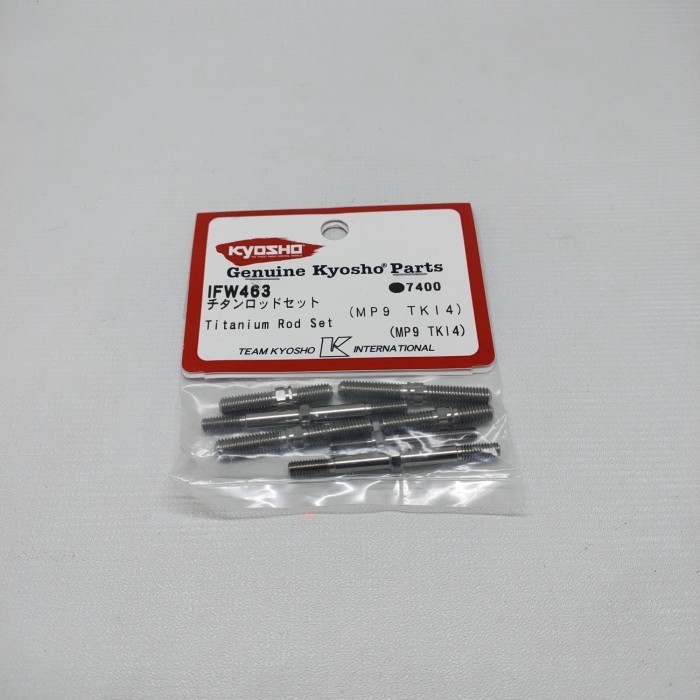 KYOSHO
Genuine Kyosho® Parts
IFW463 ●7400
チタンロッドセット (MP9 TKI4)
Titanium Rod Set (MP9 TKI4)
TEAM KYOSHO K INTERNATIONAL